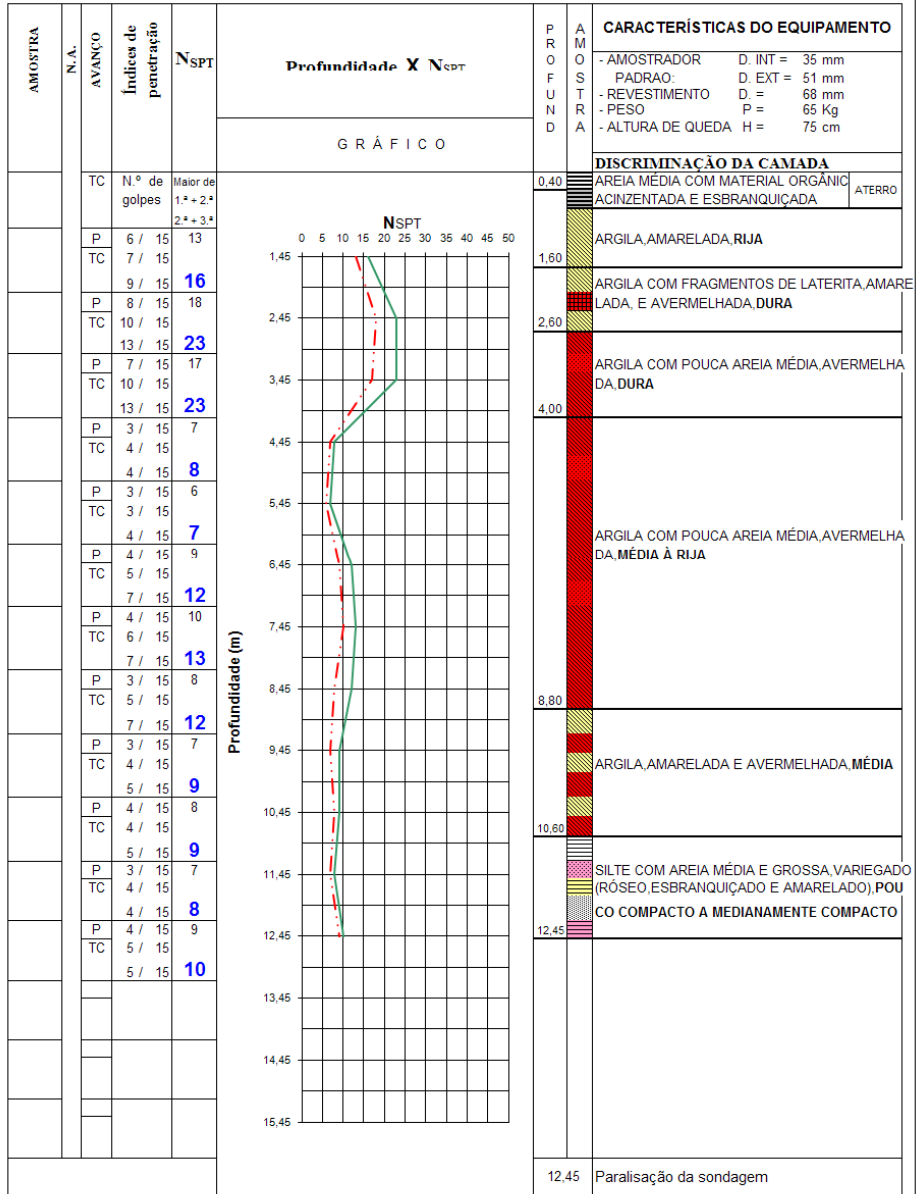 AMOSTRA
N. A.
AVANÇO
Índices de penetração
NSPT
Profundidade X NSPT
GRÁFICO
PROFUND
AMOSTRA
CARACTERÍSTICAS DO EQUIPAMENTO
- AMOSTRADOR D. INT = 35 mm
PADRAO: D. EXT = 51 mm
- REVESTIMENTO D. = 68 mm
- PESO P = 65 Kg
- ALTURA DE QUEDA H = 75 cm
DISCRIMINAÇÃO DA CAMADA
TC N.º de golpes Maior de 1.ª + 2.ª 2.ª + 3.ª
P 6 / 15 13
TC 7 / 15
9 / 15 16
P 8 / 15 18
TC 10 / 15
13 / 15 23
P 7 / 15 17
TC 10 / 15
13 / 15 23
P 3 / 15 7
TC 4 / 15
4 / 15 8
P 3 / 15 6
TC 3 / 15
4 / 15 7
P 4 / 15 9
TC 5 / 15
7 / 15 12
P 4 / 15 10
TC 6 / 15
7 / 15 13
P 3 / 15 8
TC 5 / 15
7 / 15 12
P 3 / 15 7
TC 4 / 15
5 / 15 9
P 4 / 15 8
TC 4 / 15
5 / 15 9
P 3 / 15 7
TC 4 / 15
4 / 15 8
P 4 / 15 9
TC 5 / 15
5 / 15 10
NSPT
0 5 10 15 20 25 30 35 40 45 50
Profundidade (m)
1,45
2,45
3,45
4,45
5,45
6,45
7,45
8,45
9,45
10,45
11,45
12,45
13,45
14,45
15,45
0,40
AREIA MÉDIA COM MATERIAL ORGÂNIC
ACINZENTADA E ESBRANQUIÇADA
ATERRO
ARGILA,AMARELADA,RIJA
1,60
ARGILA COM FRAGMENTOS DE LATERITA,AMARE
LADA, E AVERMELHADA,DURA
2,60
ARGILA COM POUCA AREIA MÉDIA,AVERMELHA
DA,DURA
4,00
ARGILA COM POUCA AREIA MÉDIA,AVERMELHA
DA,MÉDIA À RIJA
8,80
ARGILA,AMARELADA E AVERMELHADA,MÉDIA
10,60
SILTE COM AREIA MÉDIA E GROSSA,VARIEGADO
(RÓSEO,ESBRANQUIÇADO E AMARELADO),POU
CO COMPACTO A MEDIANAMENTE COMPACTO
12,45
12,45 Paralisação da sondagem